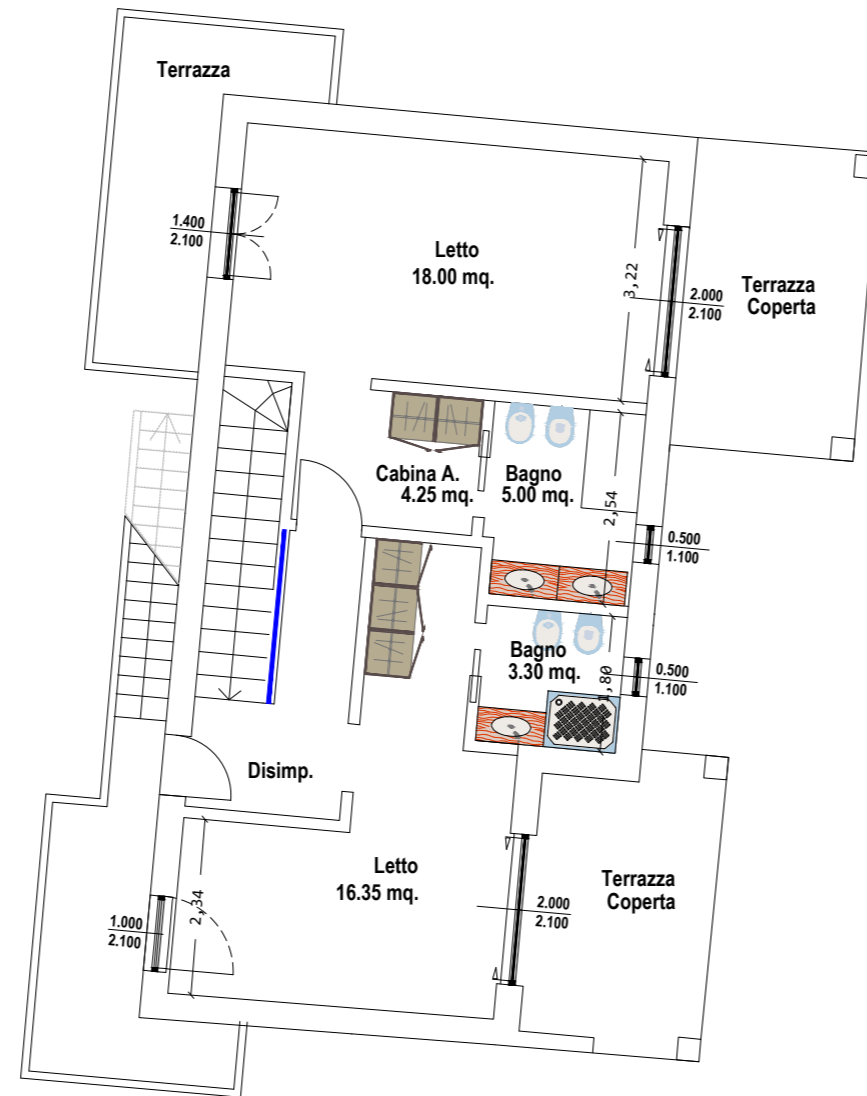 Terrazza
1.400
2.100
Letto
18.00 mq.
3,22
2.000
2.100
Terrazza
Coperta
Cabina A.
4.25 mq.
Bagno
5.00 mq.
2,54
0.500
1.100
Bagno
3.30 mq.
1,80
0.500
1.100
Disimp.
Letto
16.35 mq.
2,34
1.000
2.100
2.000
2.100
Terrazza
Coperta